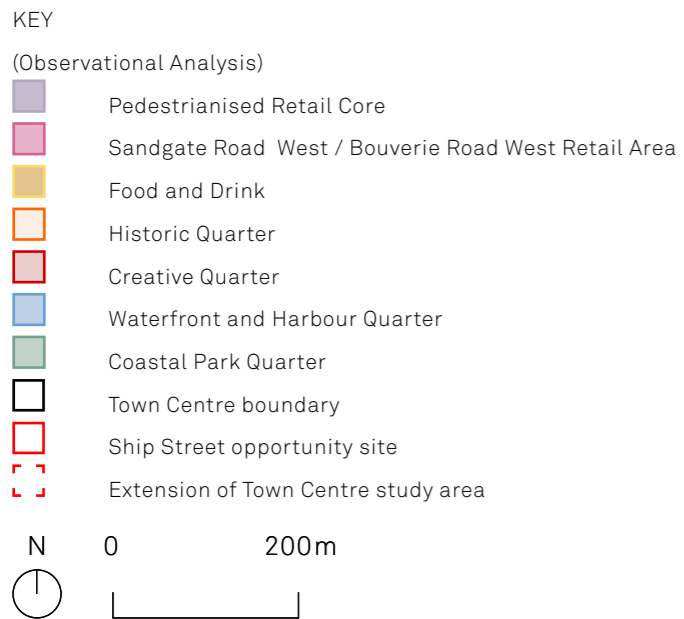 KEY
(Observational Analysis)
Pedestrianised Retail Core
Sandgate Road West / Bouverie Road West Retail Area
Food and Drink
Historic Quarter
Creative Quarter
Waterfront and Harbour Quarter
Coastal Park Quarter
Town Centre boundary
Ship Street opportunity site
Extension of Town Centre study area
N 0 200m